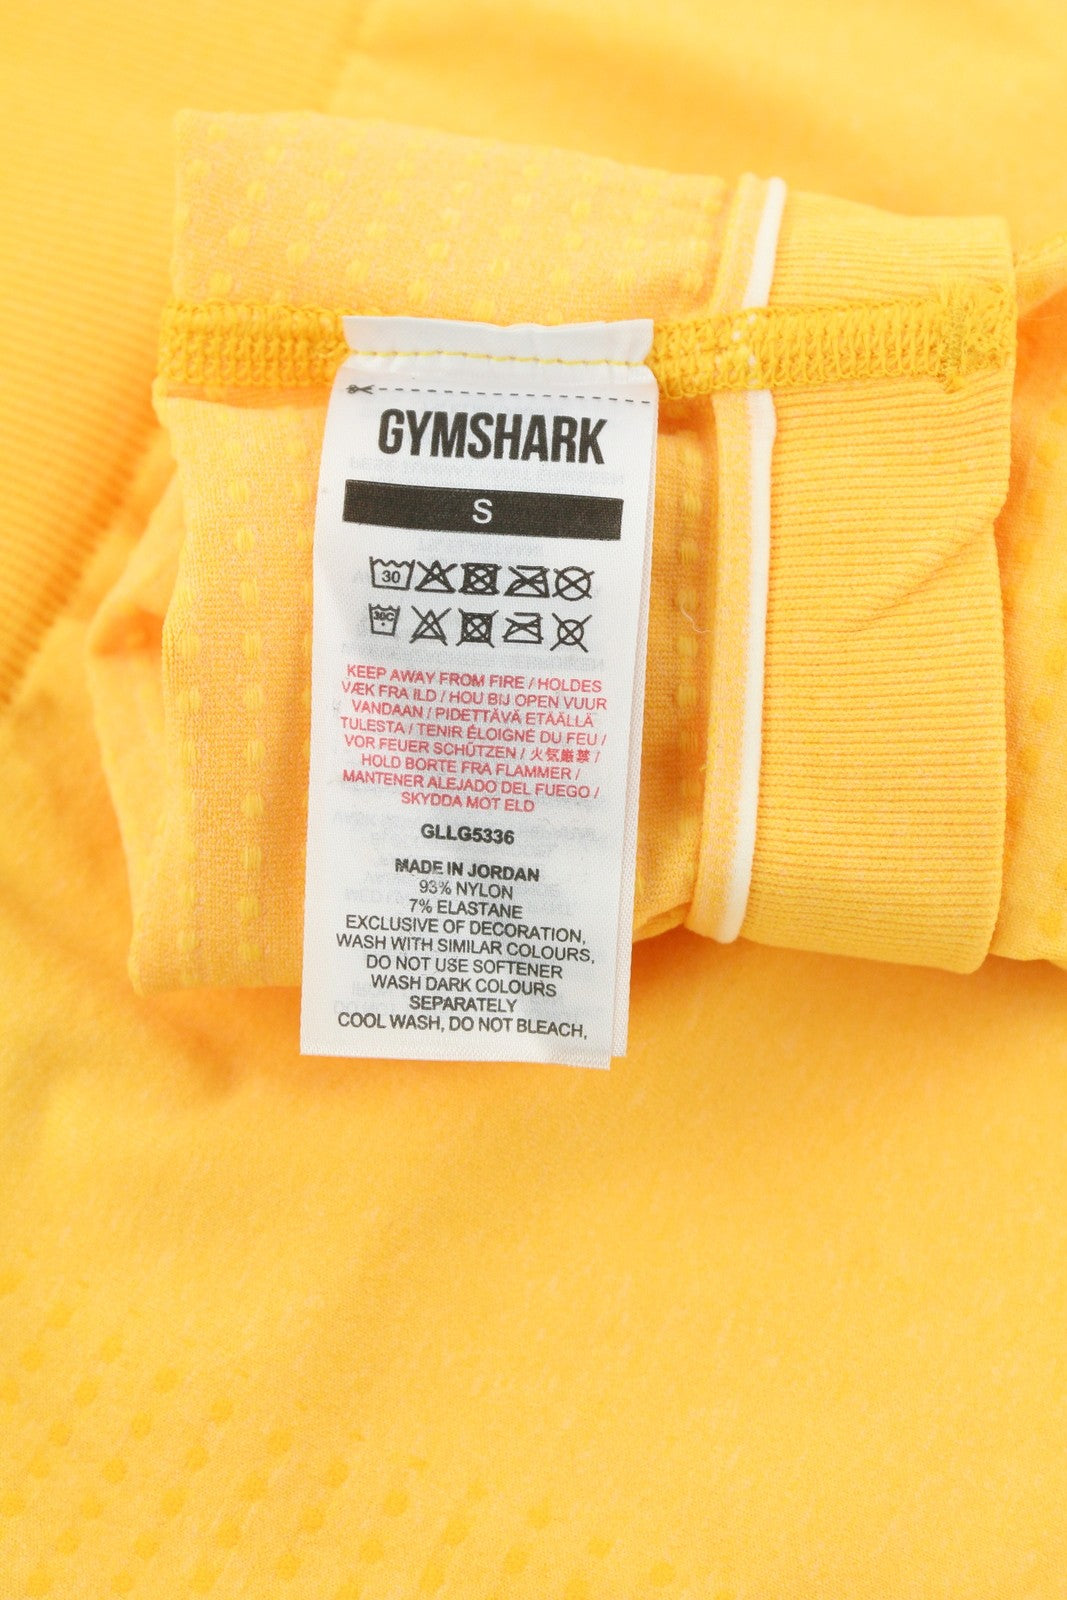 GYMSHARK
S
30
30C
KEEP AWAY FROM FIRE / HOLDES
VÆK FRA ILD / HOU BIJ OPEN VUUR
VANDAAN / PIDETTÄVÄ ETÄÄLLÄ
TULESTA / TENIR ÉLOIGNÉ DU FEU /
VOR FEUER SCHÜTZEN / 火気厳禁 /
HOLD BORTE FRA FLAMMER /
MANTENER ALEJADO DEL FUEGO /
SKYDDA MOT ELD
GLLG5336
MADE IN JORDAN
93% NYLON
7% ELASTANE
EXCLUSIVE OF DECORATION,
WASH WITH SIMILAR COLOURS,
DO NOT USE SOFTENER
WASH DARK COLOURS
SEPARATELY
COOL WASH, DO NOT BLEACH,